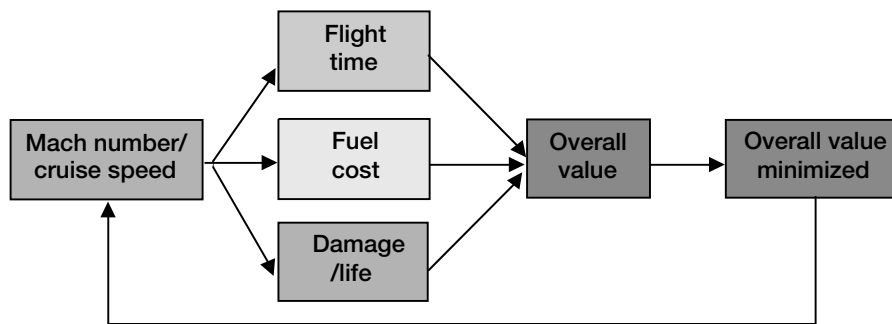 Mach number/
cruise speed
Flight
time
Fuel
cost
Damage
/life
Overall
value
Overall value
minimized